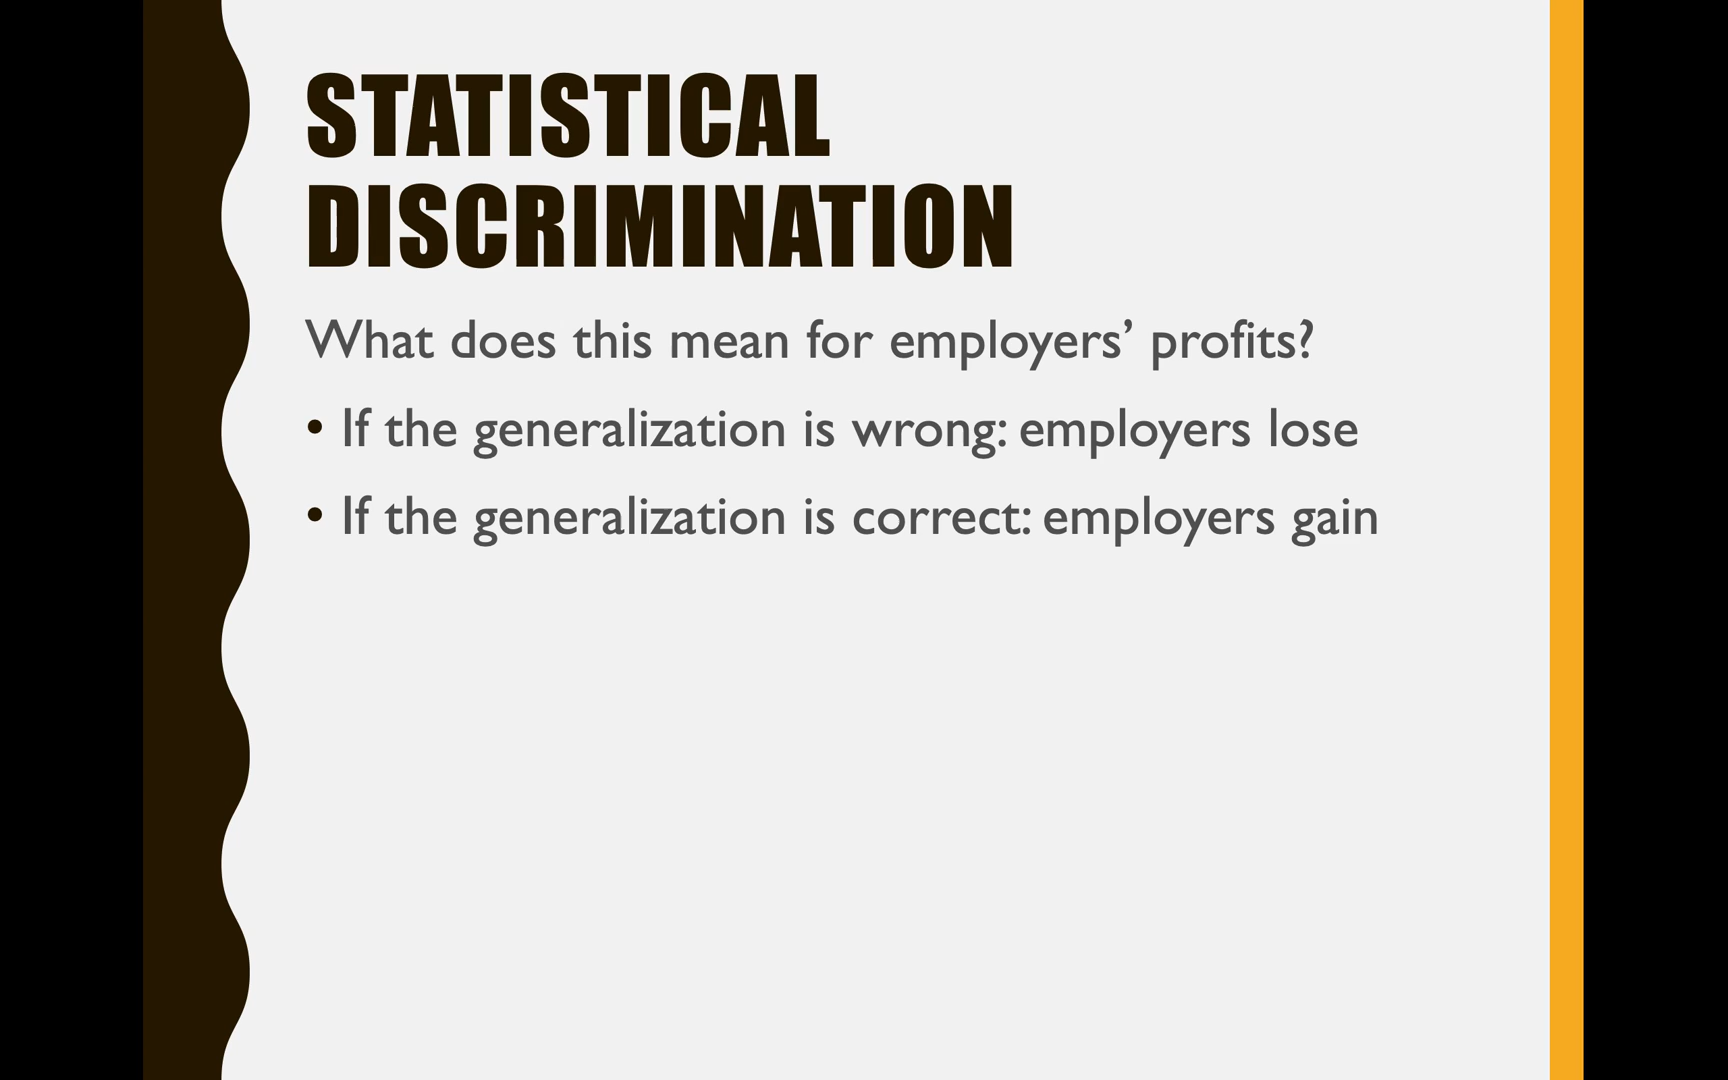 STATISTICAL
DISCRIMINATION
What does this mean for employers’ profits?
• If the generalization is wrong: employers lose
• If the generalization is correct: employers gain